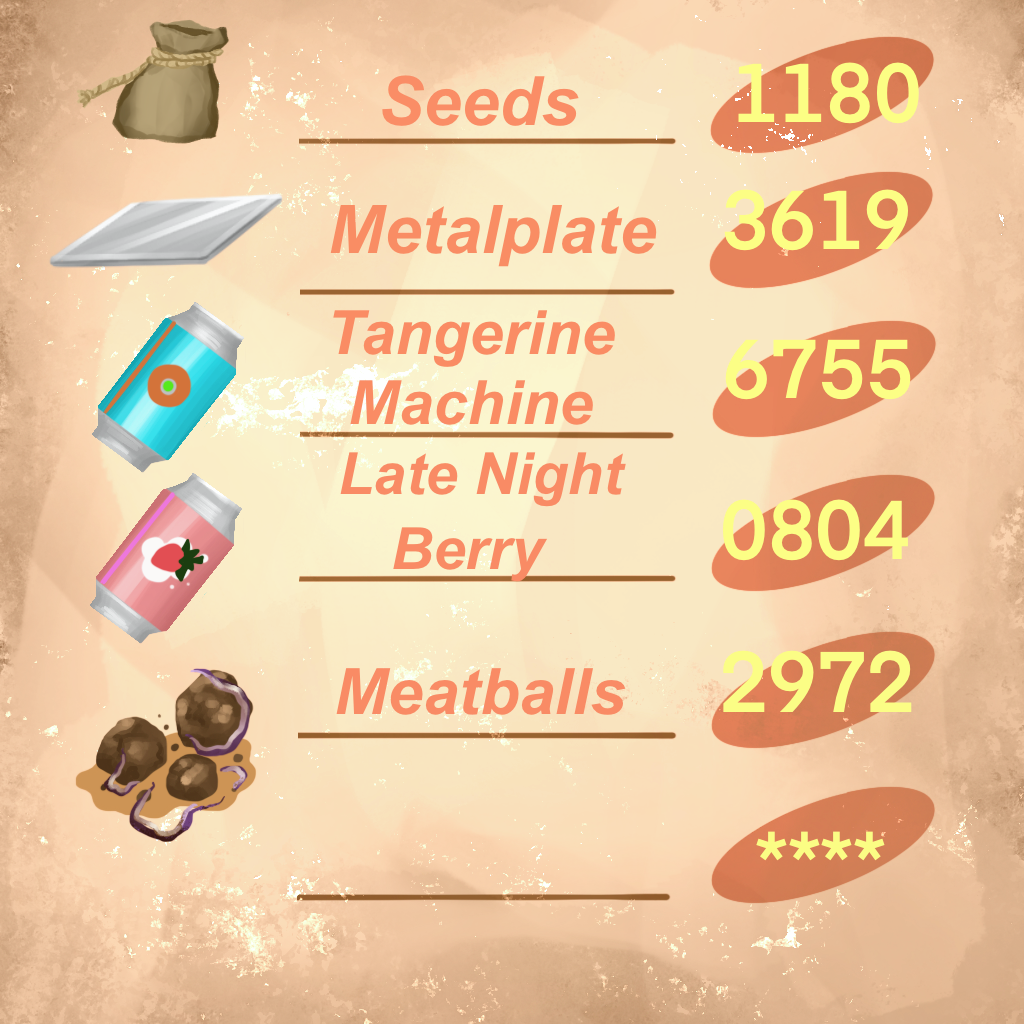 Seeds 1180
Metalplate 3619
Tangerine
Machine 6755
Late Night
Berry 0804
Meatballs 2972
****